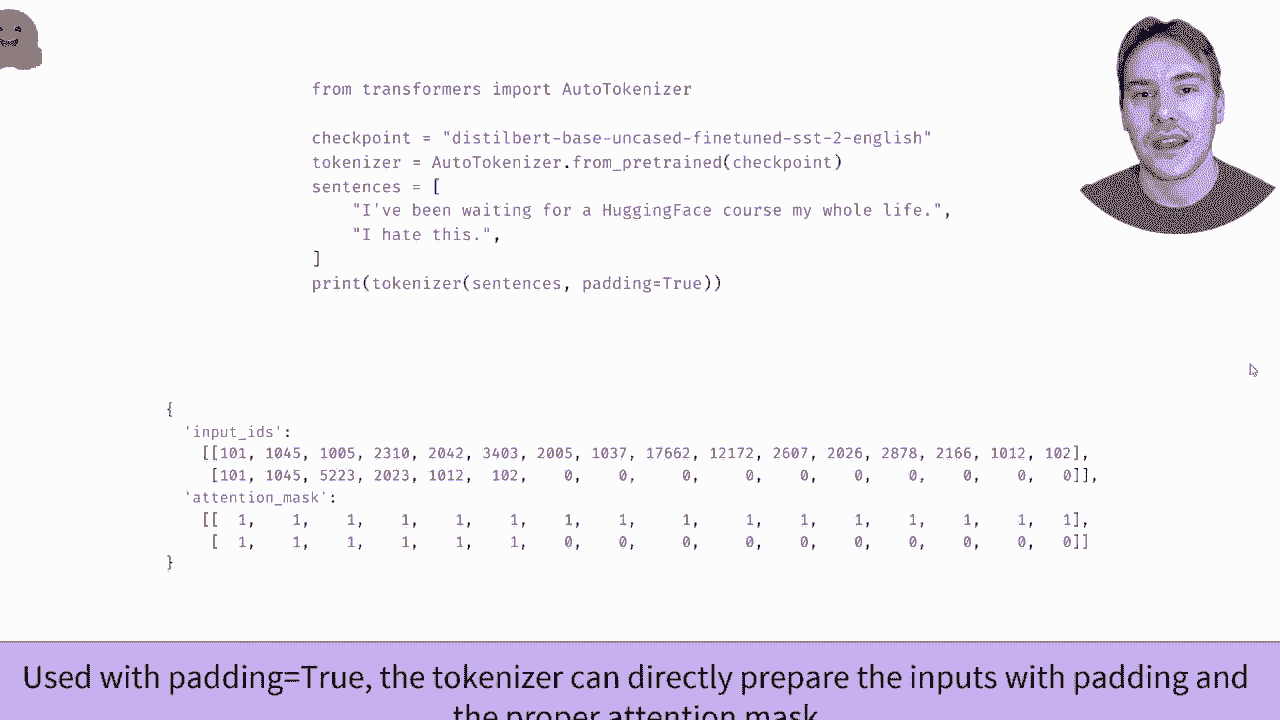 from transformers import AutoTokenizer
checkpoint = "distilbert-base-uncased-finetuned-sst-2-english"
tokenizer = AutoTokenizer.from_pretrained(checkpoint)
sentences = [
"I've been waiting for a HuggingFace course my whole life.",
"I hate this.",
]
print(tokenizer(sentences, padding=True))
{
'input_ids':
[[101, 1045, 1005, 2310, 2042, 3403, 2005, 1037, 17662, 12172, 2607, 2026, 2878, 2166, 1012, 102],
[101, 1045, 5223, 2023, 1012, 102, 0, 0, 0, 0, 0, 0, 0, 0, 0, 0]],
'attention_mask':
[[ 1, 1, 1, 1, 1, 1, 1, 1, 1, 1, 1, 1, 1, 1, 1, 1],
[ 1, 1, 1, 1, 1, 1, 0, 0, 0, 0, 0, 0, 0, 0, 0, 0]]
}
Used with padding=True, the tokenizer can directly prepare the inputs with padding and
the proper attention mask